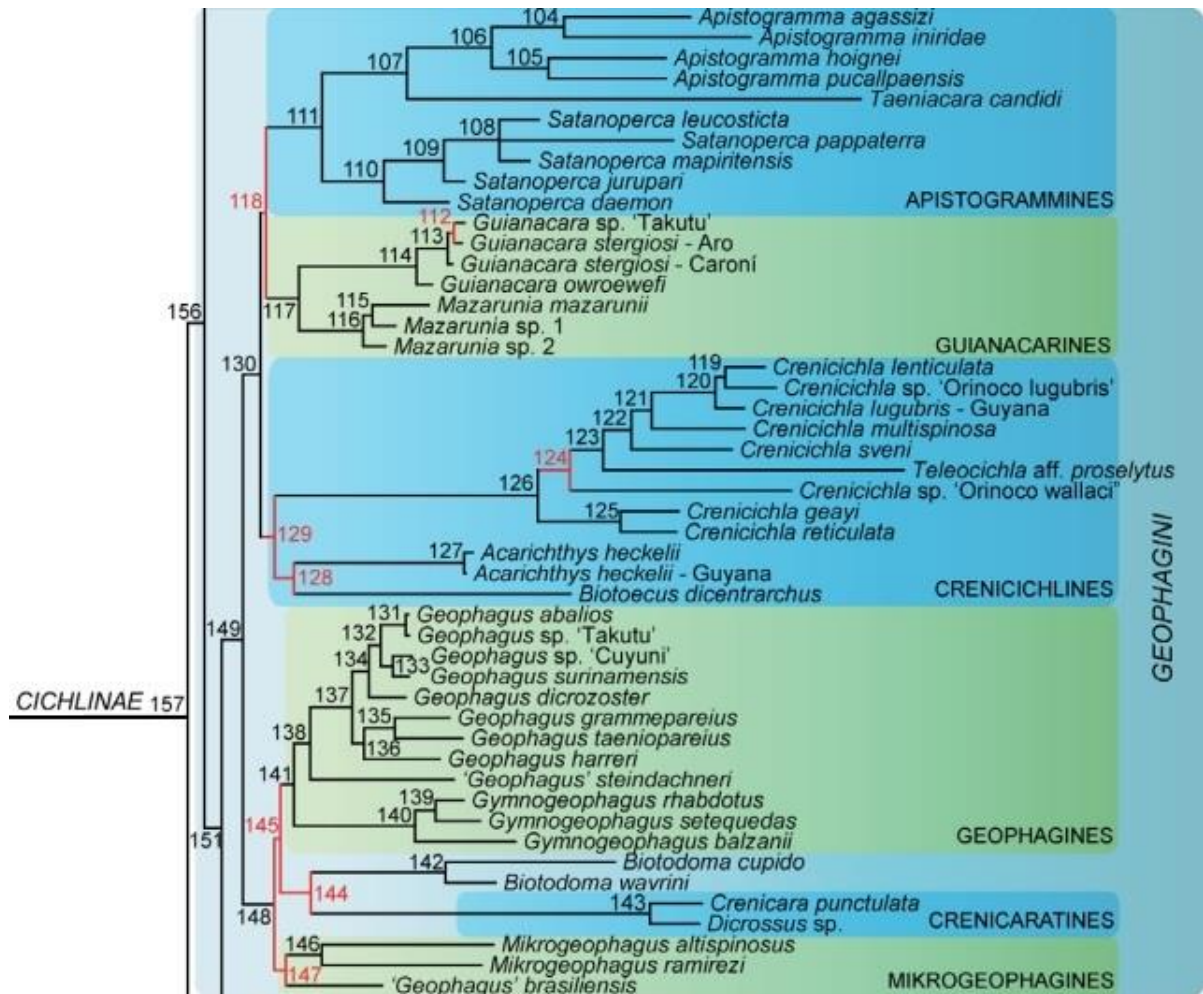 104 Apistogramma agassizi
106 Apistogramma iniridae
107 105 Apistogramma hoignei
Apistogramma pucallpaensis
Taeniacara candidi
111 108 Satanoperca leucosticta
109 Satanoperca pappaterra
110 Satanoperca mapiritensis
Satanoperca jurupari
118 Satanoperca daemon APISTOGRAMMINES
112 Guianacara sp. 'Takutu'
113 Guianacara stergiosi - Aro
114 Guianacara stergiosi - Caroní
Guianacara owroewefi
117 115 Mazarunia mazarunii
156 116 Mazarunia sp. 1
Mazarunia sp. 2 GUIANACARINES
130 119 Crenicichla lenticulata
120 Crenicichla sp. 'Orinoco lugubris'
121 Crenicichla lugubris - Guyana
122 Crenicichla multispinosa
123 Crenicichla sveni
124 Teleocichla aff. proselytus
126 Crenicichla sp. 'Orinoco wallaci"
125 Crenicichla geayi
129 Crenicichla reticulata
127 Acarichthys heckelii
128 Acarichthys heckelii - Guyana
Biotoecus dicentrarchus CRENICICHLINES
GEOPHAGINI
131 Geophagus abalios
149 132 Geophagus sp. 'Takutu'
134 133 Geophagus sp. 'Cuyuni'
Geophagus surinamensis
CICHLINAE 157 137 Geophagus dicrozoster
135 Geophagus grammepareius
138 136 Geophagus taeniopareius
Geophagus harreri
141 'Geophagus' steindachneri
139 Gymnogeophagus rhabdotus
145 140 Gymnogeophagus setequedas
151 Gymnogeophagus balzanii GEOPHAGINES
142 Biotodoma cupido
144 Biotodoma wavrini
148 143 Crenicara punctulata
Dicrossus sp. CRENICARATINES
146 Mikrogeophagus altispinosus
147 Mikrogeophagus ramirezi
'Geophagus' brasiliensis MIKROGEOPHAGINES